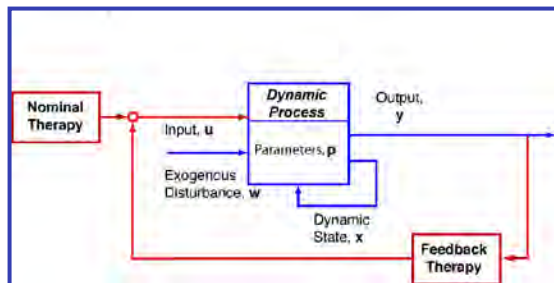 Dynamic
Process
Output,
y
Nominal
Therapy
Input, u
Parameters, p
Exogenous
Disturbance, w
Dynamic
State, x
Feedback
Therapy